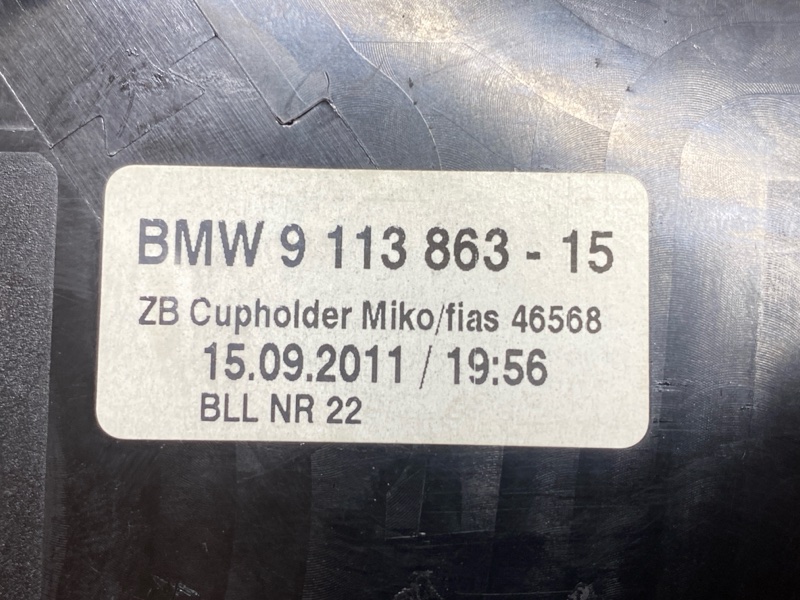 BMW 9 113 863 - 15
ZB Cupholder Miko/fias 46568
15.09.2011 / 19:56
BLL NR 22